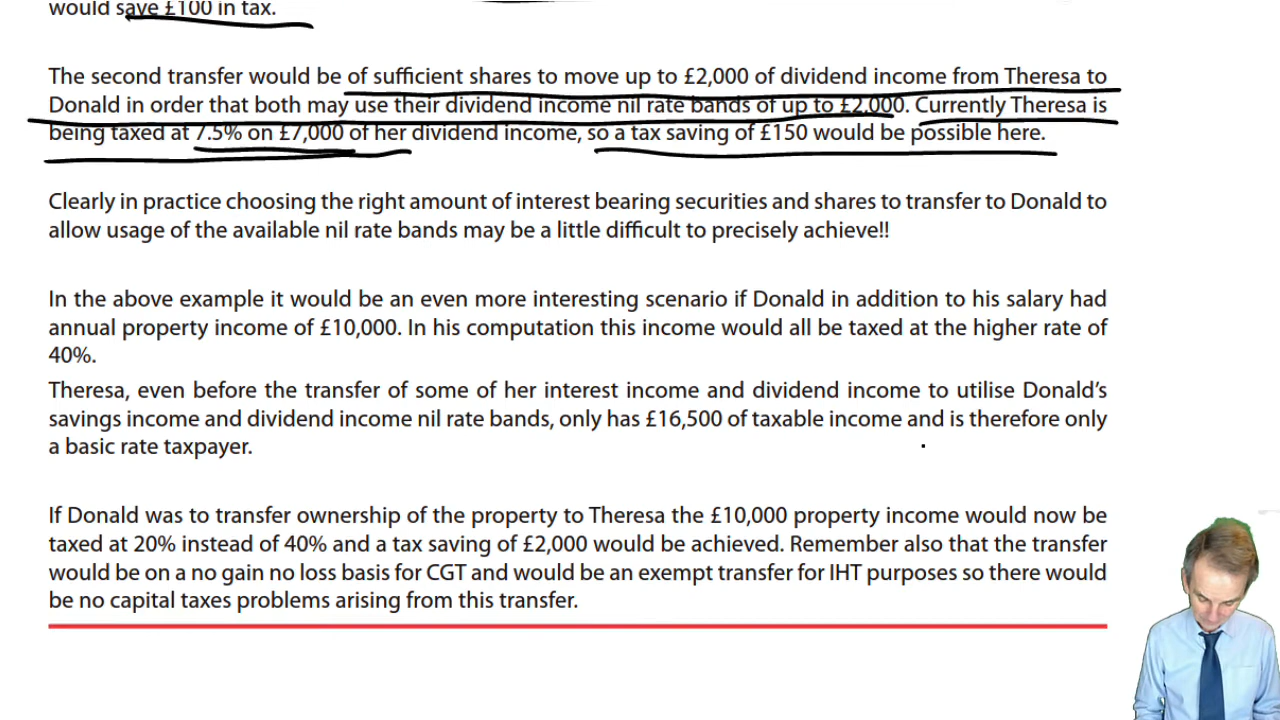 would save £100 in tax.
The second transfer would be of sufficient shares to move up to £2,000 of dividend income from Theresa to
Donald in order that both may use their dividend income nil rate bands of up to £2,000. Currently Theresa is
being taxed at 7.5% on £7,000 of her dividend income, so a tax saving of £150 would be possible here.
Clearly in practice choosing the right amount of interest bearing securities and shares to transfer to Donald to
allow usage of the available nil rate bands may be a little difficult to precisely achieve!!
In the above example it would be an even more interesting scenario if Donald in addition to his salary had
annual property income of £10,000. In his computation this income would all be taxed at the higher rate of
40%.
Theresa, even before the transfer of some of her interest income and dividend income to utilise Donald's
savings income and dividend income nil rate bands, only has £16,500 of taxable income and is therefore only
a basic rate taxpayer.
If Donald was to transfer ownership of the property to Theresa the £10,000 property income would now be
taxed at 20% instead of 40% and a tax saving of £2,000 would be achieved. Remember also that the transfer
would be on a no gain no loss basis for CGT and would be an exempt transfer for IHT purposes so there would
be no capital taxes problems arising from this transfer.